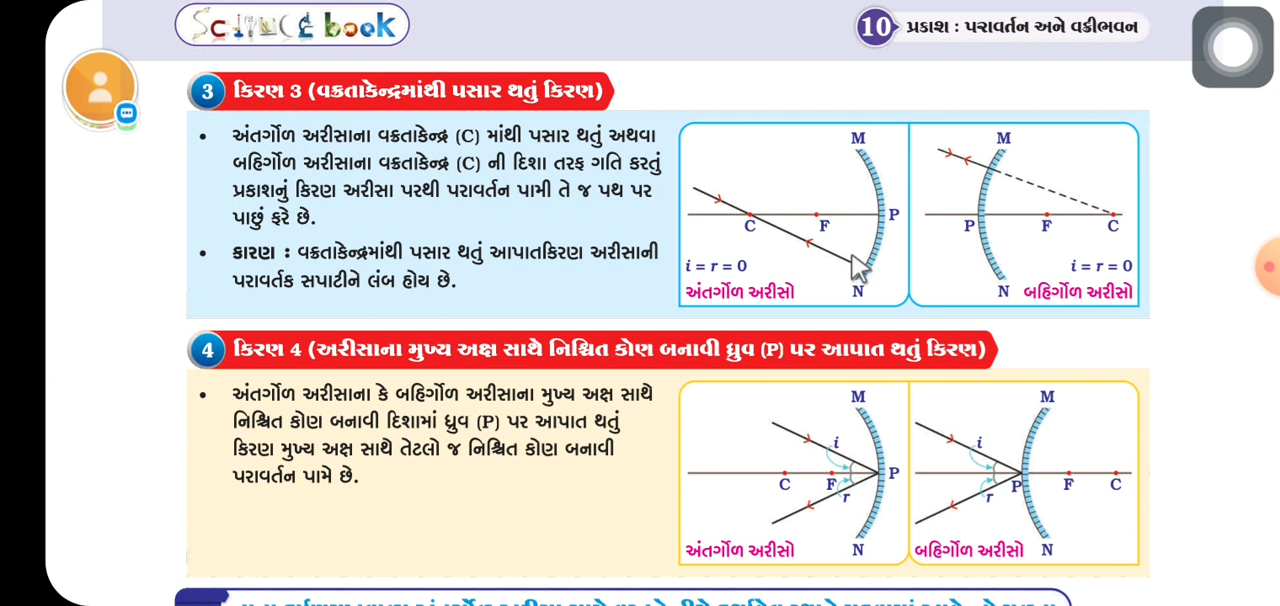 Science book
10 પ્રકાશ : પરાવર્તન અને વક્રીભવન
3 કિરણ 3 (વક્રતાકેન્દ્રમાંથી પસાર થતું કિરણ)
• અંતર્ગોળ અરીસાના વક્રતાકેન્દ્ર (C) માંથી પસાર થતું અથવા
બહિર્ગોળ અરીસાના વક્રતાકેન્દ્ર (C) ની દિશા તરફ ગતિ કરતું
પ્રકાશનું કિરણ અરીસા પરથી પરાવર્તન પામી તે જ પથ પર
પાછું ફરે છે.
• કારણ : વક્રતાકેન્દ્રમાંથી પસાર થતું આપાતકિરણ અરીસાની
પરાવર્તક સપાટીને લંબ હોય છે.
M
C F P
i = r = 0
અંતર્ગોળ અરીસો N
M
P F C
i = r = 0
N બહિર્ગોળ અરીસો
4 કિરણ 4 (અરીસાના મુખ્ય અક્ષ સાથે નિશ્ચિત કોણ બનાવી ધ્રુવ (P) પર આપાત થતું કિરણ)
• અંતર્ગોળ અરીસાના કે બહિર્ગોળ અરીસાના મુખ્ય અક્ષ સાથે
નિશ્ચિત કોણ બનાવી દિશામાં ધ્રુવ (P) પર આપાત થતું
કિરણ મુખ્ય અક્ષ સાથે તેટલો જ નિશ્ચિત કોણ બનાવી
પરાવર્તન પામે છે.
M
i
C F P
r
અંતર્ગોળ અરીસો N
M
i
P F C
r
બહિર્ગોળ અરીસો N